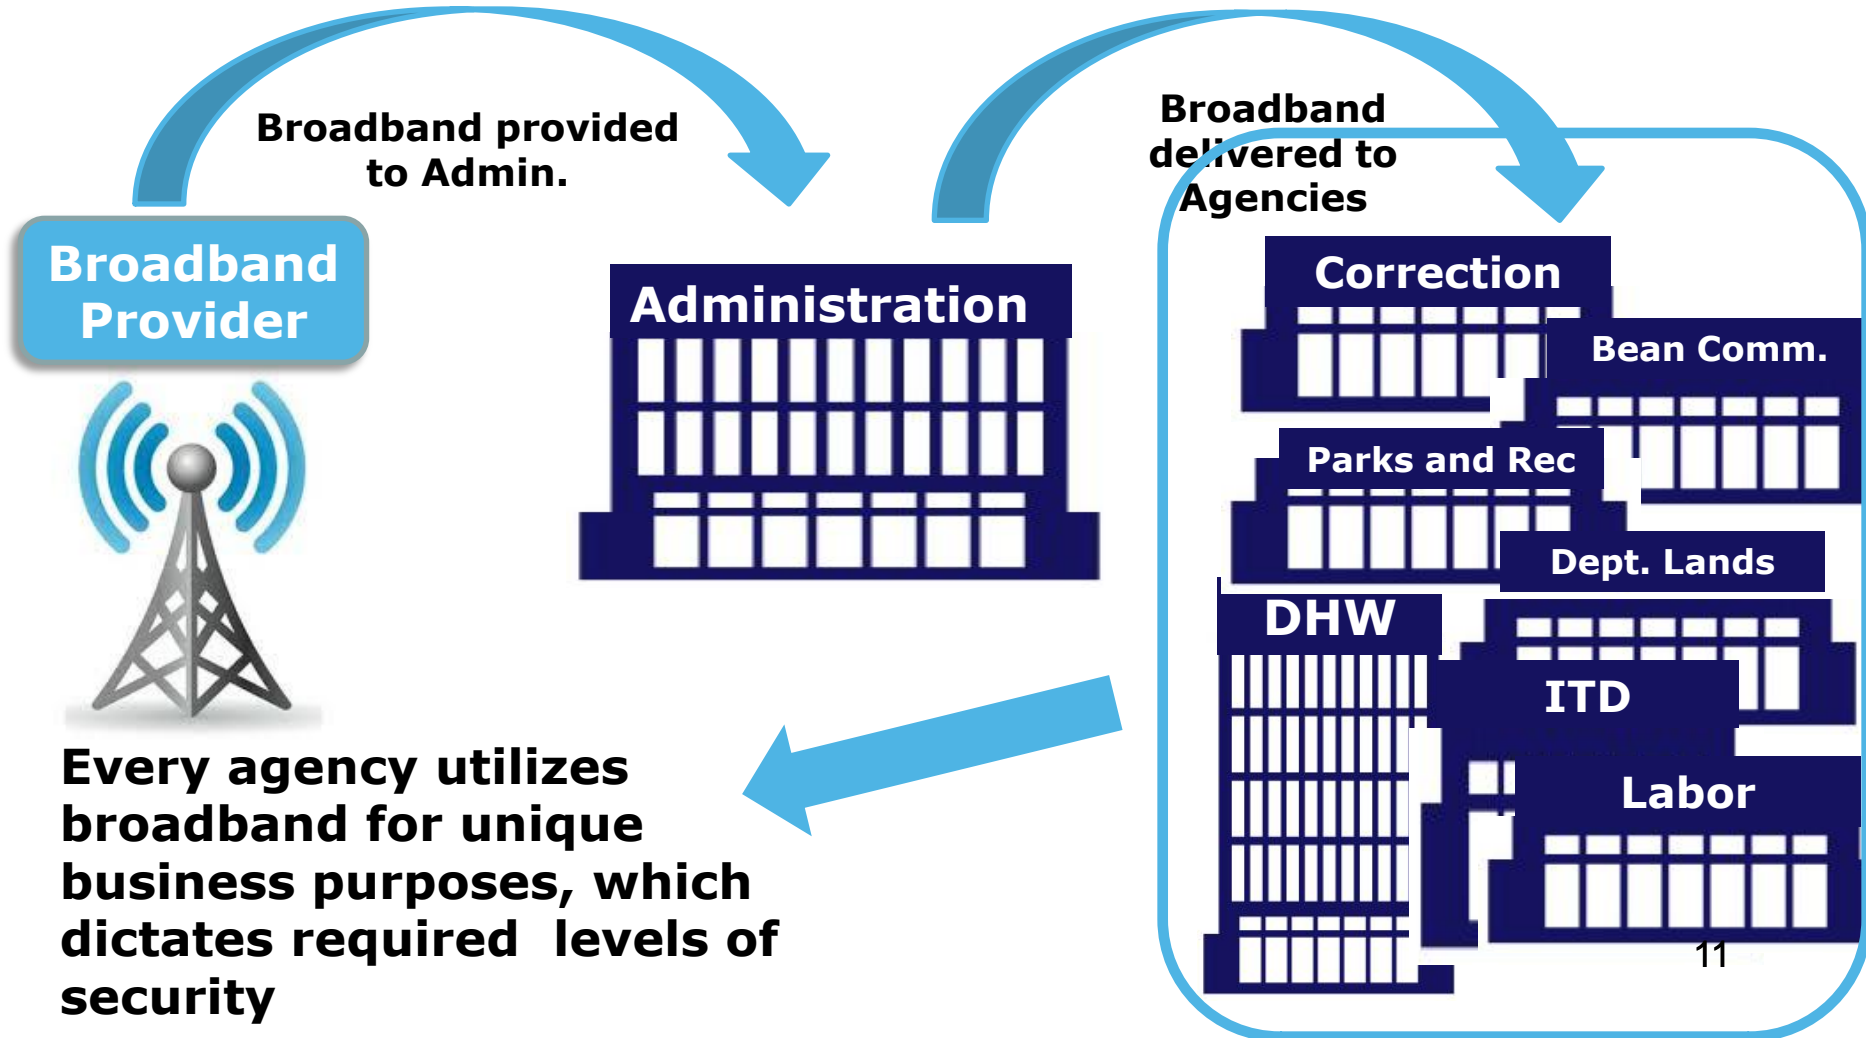 Broadband provided
to Admin.
Broadband
delivered to
Agencies
Broadband
Provider
Administration
Correction
Bean Comm.
Parks and Rec
Dept. Lands
DHW
ITD
Labor
Every agency utilizes
broadband for unique
business purposes, which
dictates required  levels of
security
11